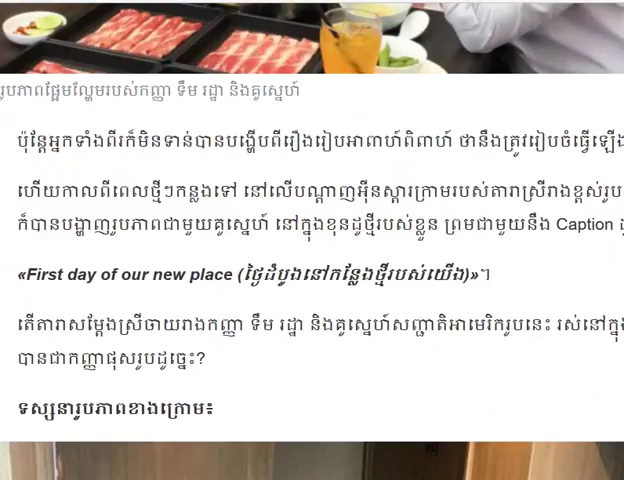 រូបភាពផ្អែមល្ហែមរបស់កញ្ញា ទឹម រដ្ឋា និងគូស្នេហ៍
ប៉ុន្តែអ្នកទាំងពីរក៏មិនទាន់បានបង្ហើបពីរឿងរៀបអាពាហ៍ពិពាហ៍ ថានឹងត្រូវរៀបចំធ្វើឡើង
ហើយកាលពីពេលថ្មីៗកន្លងទៅ នៅលើបណ្ដាញអ៊ីនស្ដារក្រាមរបស់តារាស្រីរាងខ្ពស់រូប
ក៏បានបង្ហាញរូបភាពជាមួយគូស្នេហ៍ នៅក្នុងខុនដូថ្មីរបស់ខ្លួន ព្រមជាមួយនឹង Caption
«First day of our new place (ថ្ងៃដំបូងនៅកន្លែងថ្មីរបស់យើង)»។
តើតារាសម្ដែងស្រីចាយរាងកញ្ញា ទឹម រដ្ឋា និងគូស្នេហ៍សញ្ជាតិអាមេរិករូបនេះ រស់នៅក្នុង
បានជាកញ្ញាផុសរូបដូច្នេះ?
ទស្សនារូបភាពខាងក្រោម៖